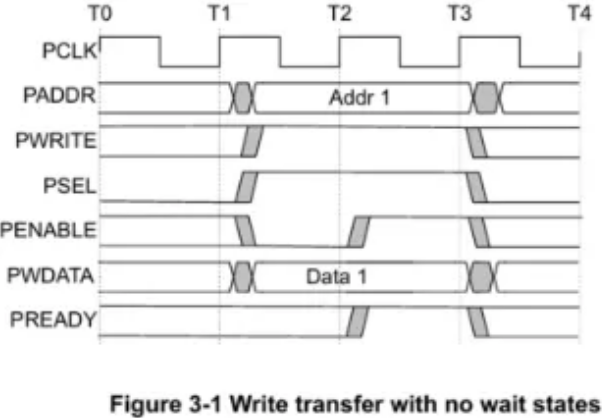 T0 T1 T2 T3 T4
PCLK
PADDR Addr 1
PWRITE
PSEL
PENABLE
PWDATA Data 1
PREADY
Figure 3-1 Write transfer with no wait states